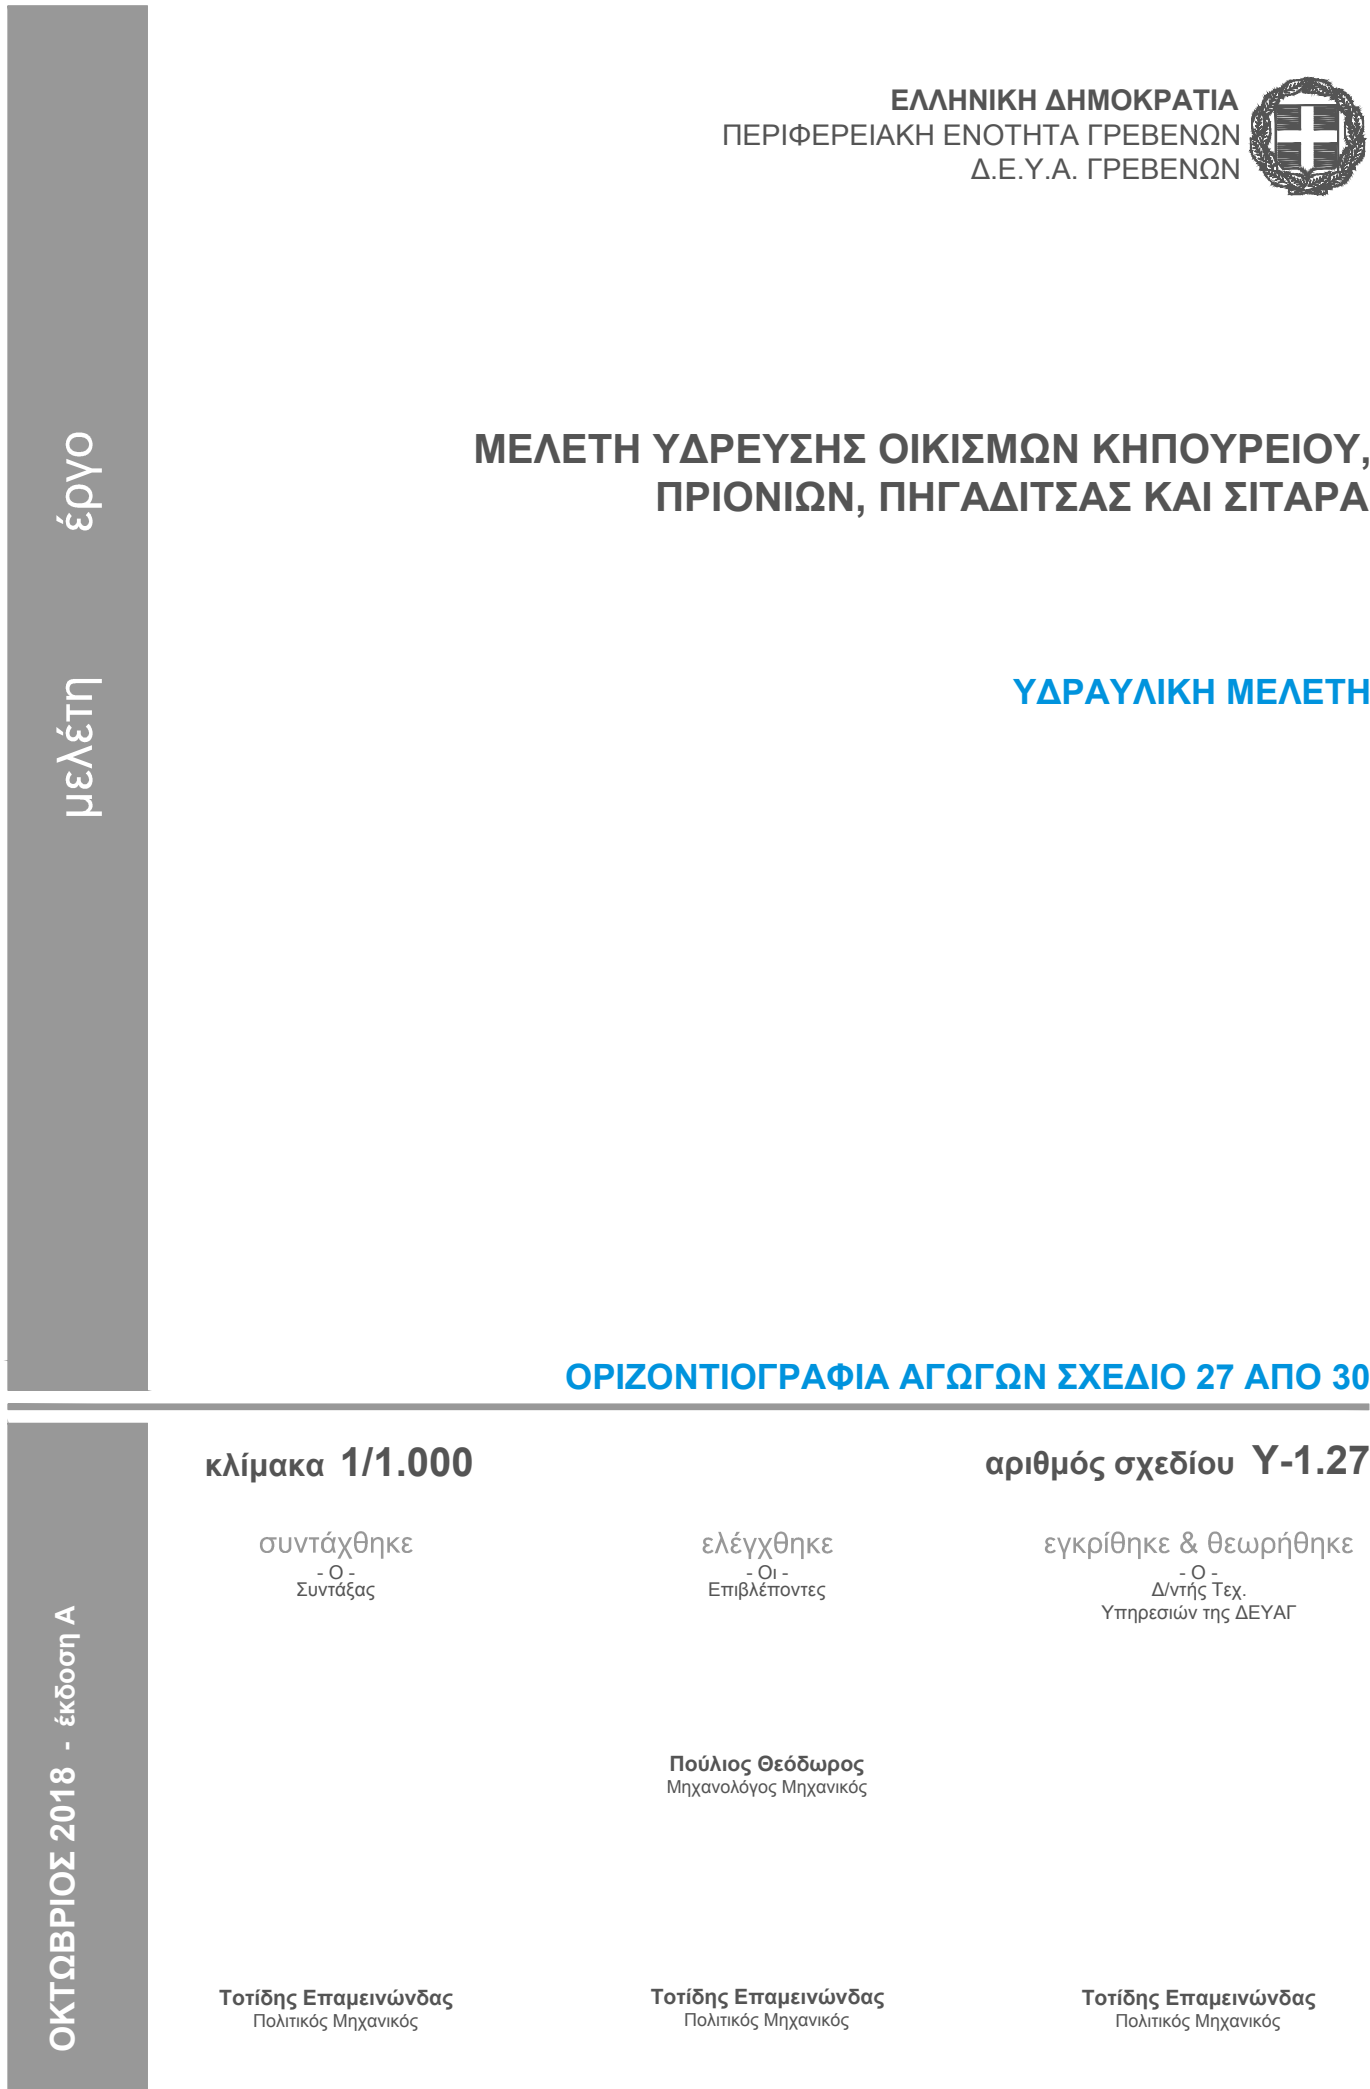 ΕΛΛΗΝΙΚΗ ΔΗΜΟΚΡΑΤΙΑ
ΠΕΡΙΦΕΡΕΙΑΚΗ ΕΝΟΤΗΤΑ ΓΡΕΒΕΝΩΝ
Δ.Ε.Υ.Α. ΓΡΕΒΕΝΩΝ
έργο
ΜΕΛΕΤΗ ΥΔΡΕΥΣΗΣ ΟΙΚΙΣΜΩΝ ΚΗΠΟΥΡΕΙΟΥ,
ΠΡΙΟΝΙΩΝ, ΠΗΓΑΔΙΤΣΑΣ ΚΑΙ ΣΙΤΑΡΑ
μελέτη
ΥΔΡΑΥΛΙΚΗ ΜΕΛΕΤΗ
ΟΡΙΖΟΝΤΙΟΓΡΑΦΙΑ ΑΓΩΓΩΝ ΣΧΕΔΙΟ 27 ΑΠΟ 30
κλίμακα 1/1.000
αριθμός σχεδίου Υ-1.27
συντάχθηκε
- Ο -
Συντάξας
ελέγχθηκε
- Οι -
Επιβλέποντες
εγκρίθηκε & θεωρήθηκε
- Ο -
Δ/ντής Τεχ.
Υπηρεσιών της ΔΕΥΑΓ
ΟΚΤΩΒΡΙΟΣ 2018 - έκδοση Α
Πούλιος Θεόδωρος
Μηχανολόγος Μηχανικός
Τοτίδης Επαμεινώνδας
Πολιτικός Μηχανικός
Τοτίδης Επαμεινώνδας
Πολιτικός Μηχανικός
Τοτίδης Επαμεινώνδας
Πολιτικός Μηχανικός